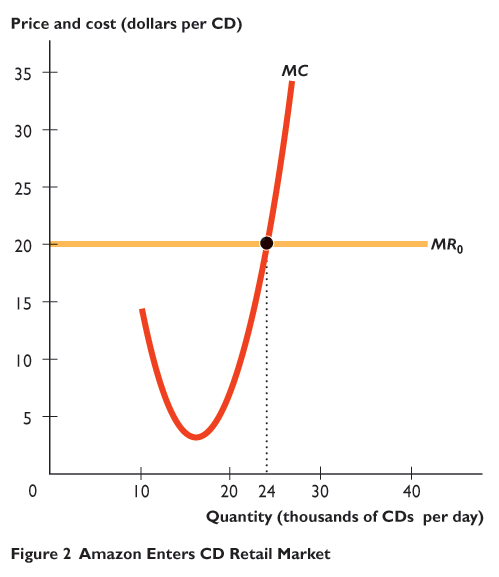 Price and cost (dollars per CD)
35
MC
30
25
20
MR0
15
10
5
0
10
20
24
30
40
Quantity (thousands of CDs per day)
Figure 2 Amazon Enters CD Retail Market